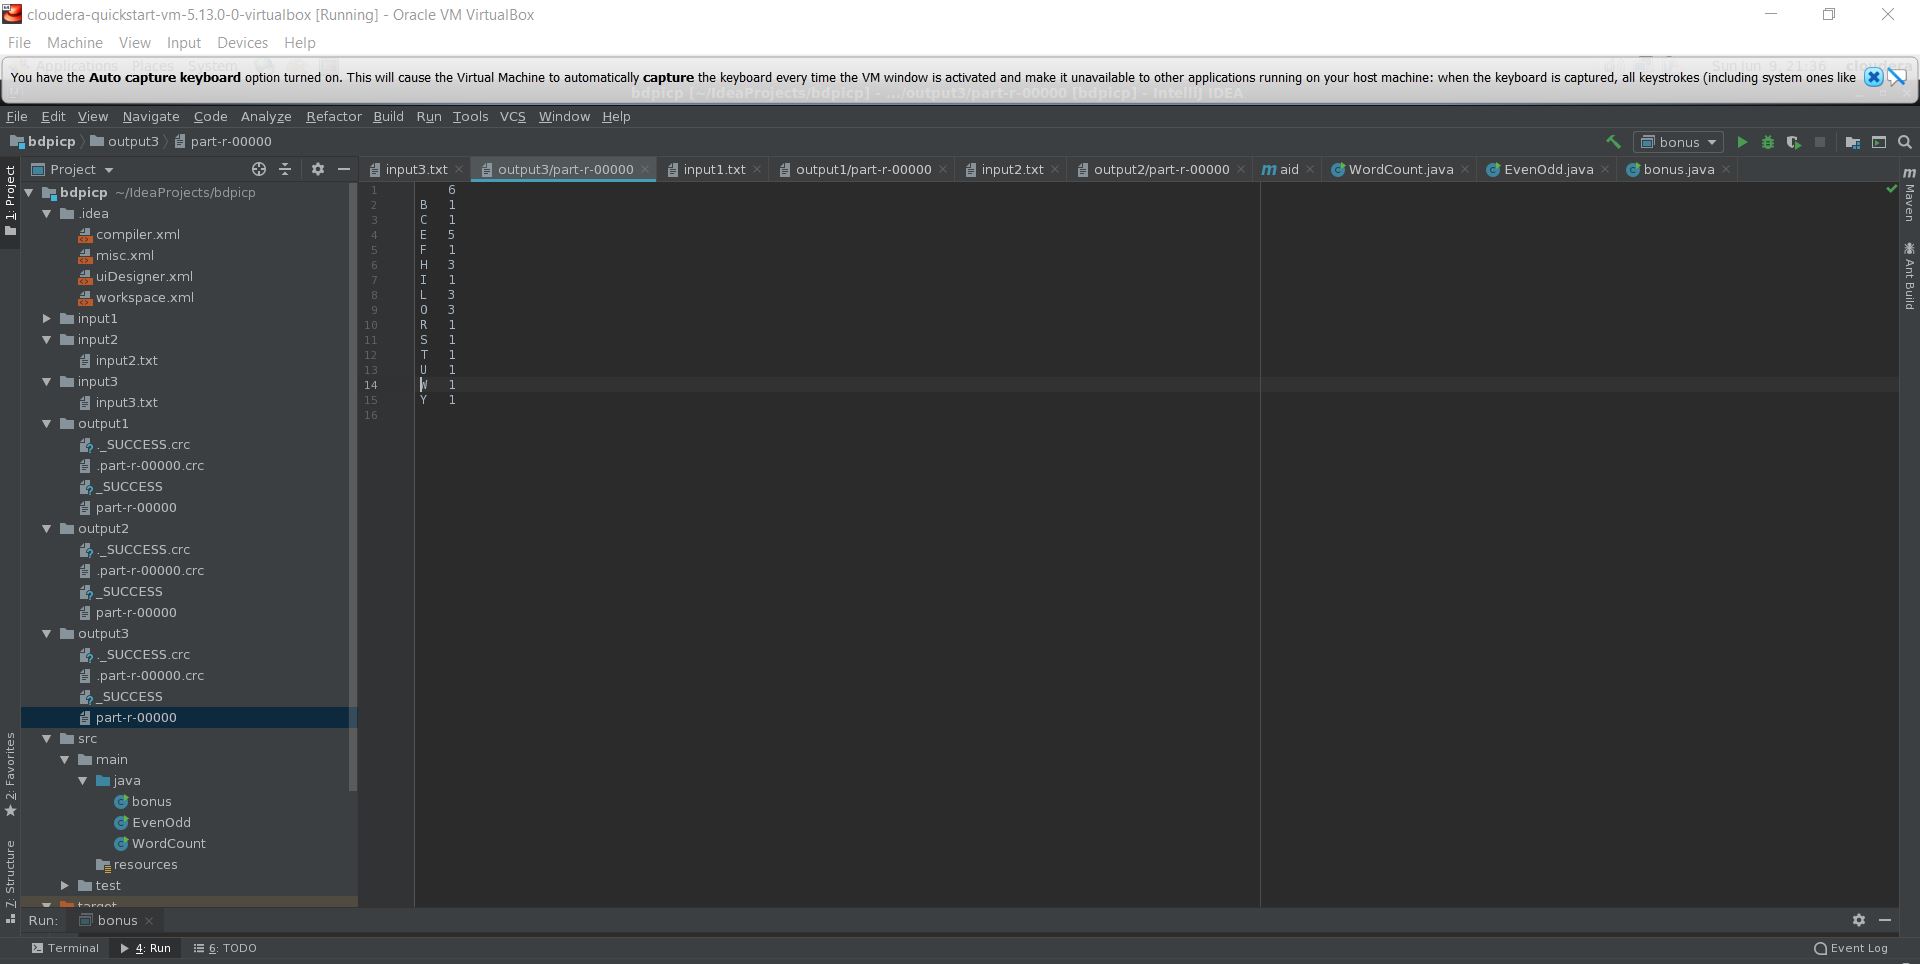 cloudera-quickstart-vm-5.13.0-0-virtualbox [Running] - Oracle VM VirtualBox
File Machine View Input Devices Help
Applications Places System
Sun Jun 9, 21:36 cloudera
You have the Auto capture keyboard option turned on. This will cause the Virtual Machine to automatically capture the keyboard every time the VM window is activated and make it unavailable to other applications running on your host machine: when the keyboard is captured, all keystrokes (including system ones like
bdpicp [~/IdeaProjects/bdpicp] - .../output3/part-r-00000 [bdpicp] - IntelliJ IDEA
File Edit View Navigate Code Analyze Refactor Build Run Tools VCS Window Help
bdpicp output3 part-r-00000
bonus
Project
input3.txt output3/part-r-00000 input1.txt output1/part-r-00000 input2.txt output2/part-r-00000 m aid WordCount.java EvenOdd.java bonus.java
1: Project
2: Favorites
7: Structure
bdpicp ~/IdeaProjects/bdpicp
.idea
compiler.xml
misc.xml
uiDesigner.xml
workspace.xml
input1
input2
input2.txt
input3
input3.txt
output1
._SUCCESS.crc
.part-r-00000.crc
_SUCCESS
part-r-00000
output2
._SUCCESS.crc
.part-r-00000.crc
_SUCCESS
part-r-00000
output3
._SUCCESS.crc
.part-r-00000.crc
_SUCCESS
part-r-00000
src
main
java
bonus
EvenOdd
WordCount
resources
test
target
1 6
2 B 1
3 C 1
4 E 5
5 F 1
6 H 3
7 I 1
8 L 3
9 O 3
10 R 1
11 S 1
12 T 1
13 U 1
14 W 1
15 Y 1
16
m Maven
Ant Build
Run: bonus
Terminal 4: Run 6: TODO
Event Log